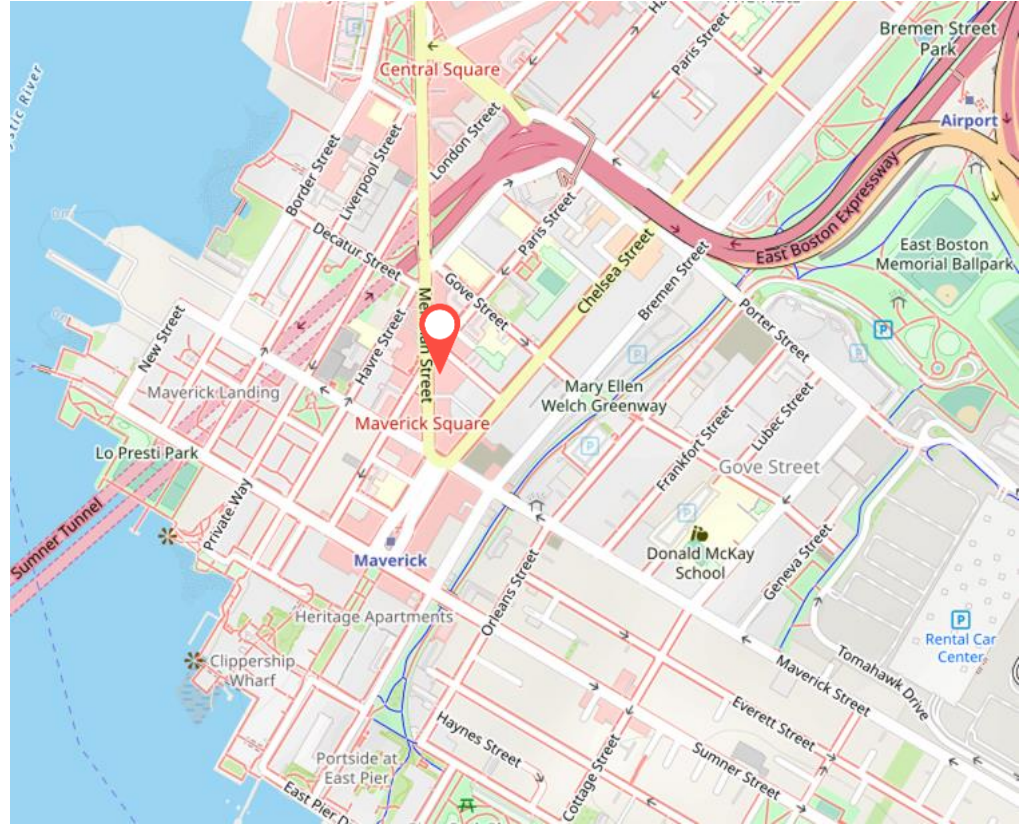 Bremen Street
Park
Paris Street
Central Square
Airport
London Street
Liverpool Street
Border Street
East Boston Expressway
Paris Street
Decatur Street
Gove Street
Chelsea Street
Bremen Street
East Boston
Memorial Ballpark
Porter Street
P
P
P
New Street
Havre Street
Maverick Landing
Mary Ellen
Welch Greenway
Lubec Street
Maverick Square
Frankfort Street
P
Lo Presti Park
Gove Street
P
Private Way
Sumner Tunnel
Donald McKay
School
Geneva Street
Maverick
Orleans Street
Heritage Apartments
P
Rental Car
Center
Clippership
Wharf
Maverick Street
Tomahawk Drive
Everett Street
Haynes Street
Sumner Street
Portside at
East Pier
Cottage Street
East Pier